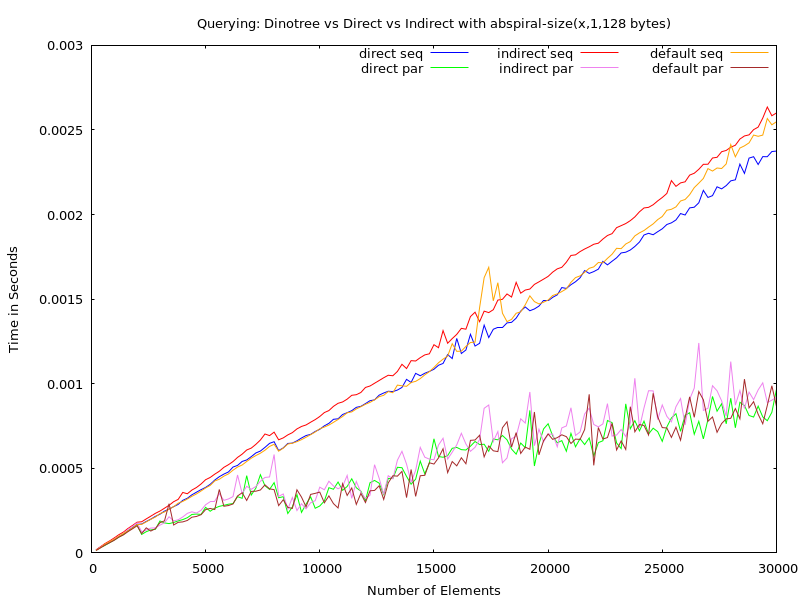 Querying: Dinotree vs Direct vs Indirect with abspiral-size(x,1,128 bytes)
direct seq indirect seq default seq
direct par indirect par default par
0.003
0.0025
0.002
0.0015
0.001
0.0005
0
0 5000 10000 15000 20000 25000 30000
Time in Seconds
Number of Elements